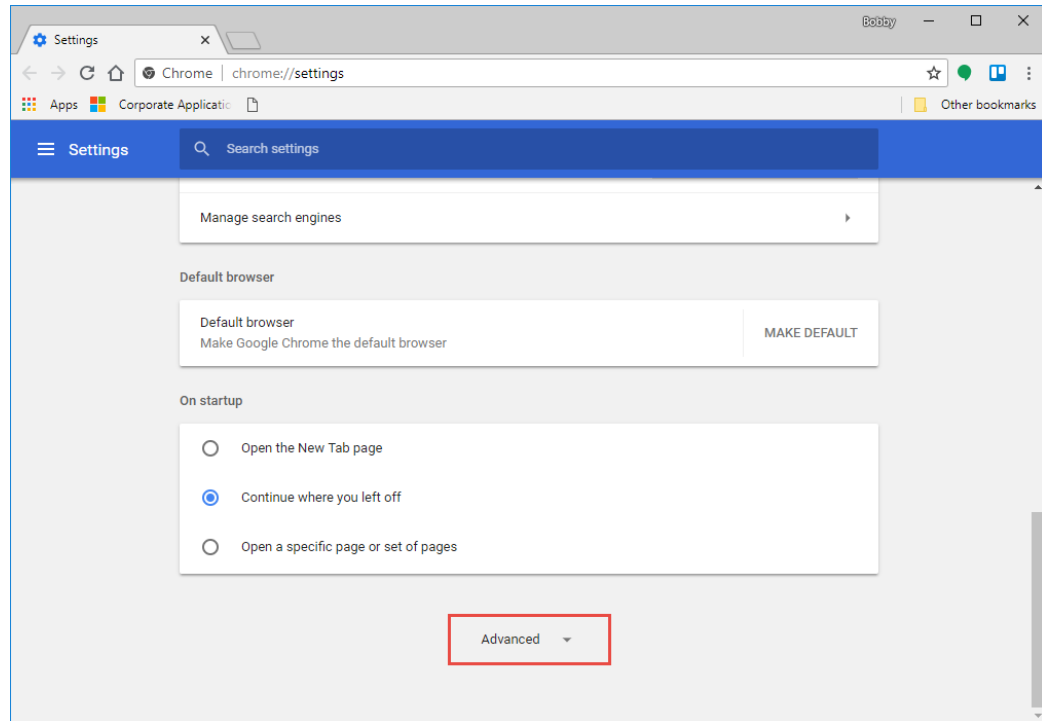 Bobby
Settings
Chrome chrome://settings
Apps Corporate Applicatio Other bookmarks
Settings Search settings
Manage search engines
Default browser
Default browser
Make Google Chrome the default browser
MAKE DEFAULT
On startup
Open the New Tab page
Continue where you left off
Open a specific page or set of pages
Advanced